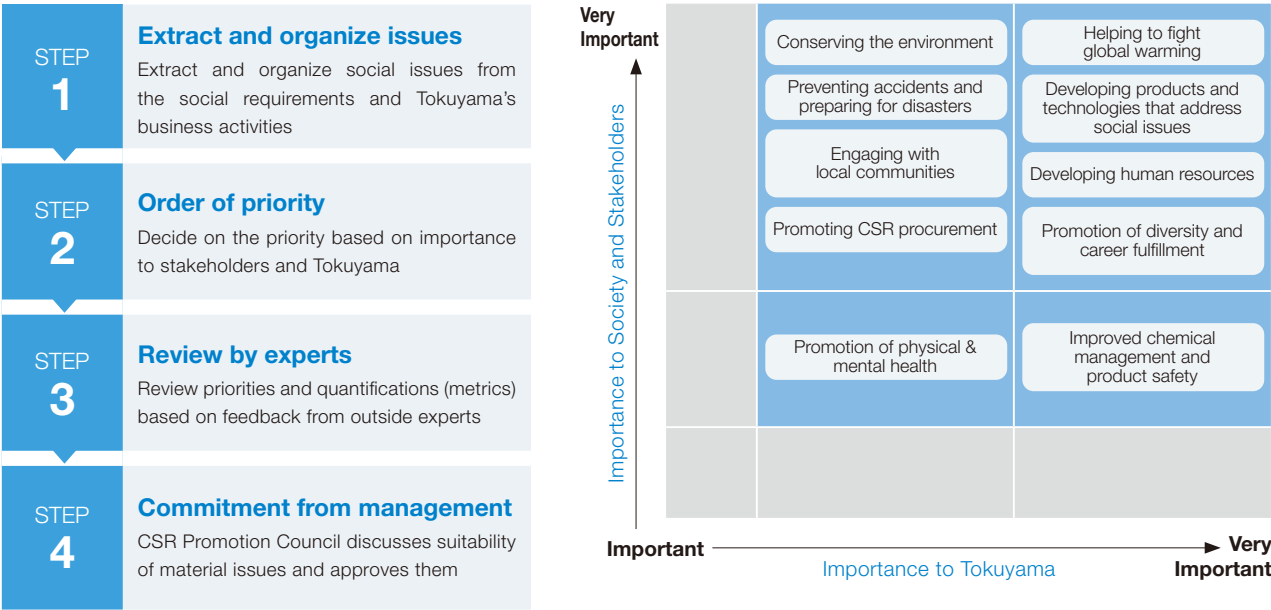 STEP
1
Extract and organize issues
Extract and organize social issues from
the social requirements and Tokuyama's
business activities
STEP
2
Order of priority
Decide on the priority based on importance
to stakeholders and Tokuyama
STEP
3
Review by experts
Review priorities and quantifications (metrics)
based on feedback from outside experts
STEP
4
Commitment from management
CSR Promotion Council discusses suitability
of material issues and approves them
Very
Important
Importance to Society and Stakeholders
Conserving the environment
Preventing accidents and
preparing for disasters
Engaging with
local communities
Promoting CSR procurement
Helping to fight
global warming
Developing products and
technologies that address
social issues
Developing human resources
Promotion of diversity and
career fulfillment
Promotion of physical &
mental health
Improved chemical
management and
product safety
Important
Importance to Tokuyama
Very
Important